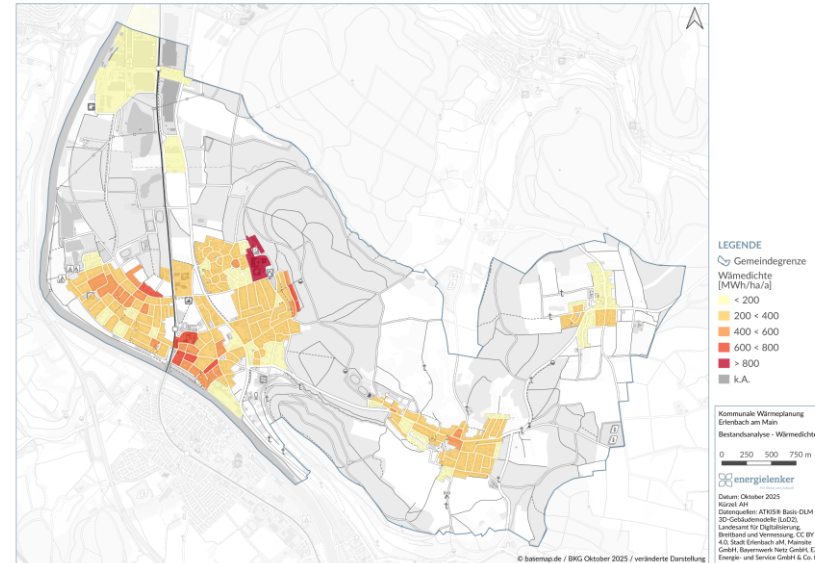 LEGENDE
Gemeindegrenze
Wämedichte
[MWh/ha/a]
< 200
200 < 400
400 < 600
600 < 800
> 800
k.A.
Kommunale Wärmeplanung
Erlenbach am Main
Bestandsanalyse - Wärmedichte
0 250 500 750 m
energielenker
Datum: Oktober 2025
Kürzel: AH
Datenquellen: ATKIS® Basis-DLM
3D-Gebäudemodelle (LoD2),
Landesamt für Digitalisierung,
Breitband und Vermessung, CC BY
4.0, Stadt Erlenbach aM, Mainsite
GmbH, Bayernwerk Netz GmbH,
Energie- und Service GmbH & Co.
© basemap.de / BKG Oktober 2025 / veränderte Darstellung